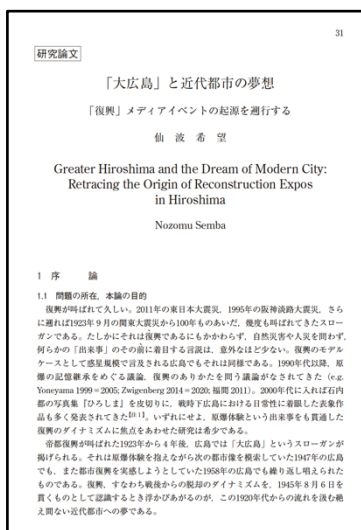 31
研究論文
「大広島」と近代都市の夢想
「復興」メディアイベントの起源を遡行する
仙 波 希 望
Greater Hiroshima and the Dream of Modern City:
Retracing the Origin of Reconstruction Expos
in Hiroshima
Nozomu Semba
1 序 論
1.1 問題の所在，本論の目的
復興が叫ばれて久しい。2011年の東日本大震災，1995年の阪神淡路大震災，さら
に遡れば1923年９月の関東大震災から100年ものあいだ，幾度も叫ばれてきたスロー
ガンである。たしかにそれは復興であるにもかかわらず，自然災害や人災を問わず，
何らかの「出来事」のその前に着目する言説は，意外なほど少ない。復興のモデル
ケースとして惑星規模で言及される広島でもそれは同様である。1990年代以降，原
爆の記憶継承をめぐる議論，復興のありかたを問う議論がなされてきた（e.g.
Yoneyama 1999＝2005; Zwigenberg 2014＝2020; 福間 2011）。2000年代に入れば石内
都の写真集『ひろしま』を皮切りに，戦時下広島における日常性に着眼した表象作
品も多く発表されてきた[註1]。いずれにせよ，原爆体験という出来事をも貫通した
復興のダイナミズムに焦点をあわせた研究は希少である。
帝都復興が叫ばれた1923年から４年後，広島では「大広島」というスローガンが
掲げられる。それは原爆体験を抱えながら次の都市像を模索していた1947年の広島
でも，また都市復興を実感しようとしていた1958年の広島でも繰り返し唱えられた
ものである。復興，すなわち戦後からの脱却のダイナミズムを，1945年８月６日を
貫くものとして認識するとき浮かびあがるのが，この1920年代からの流れを汲む絶
え間ない近代都市への夢である。